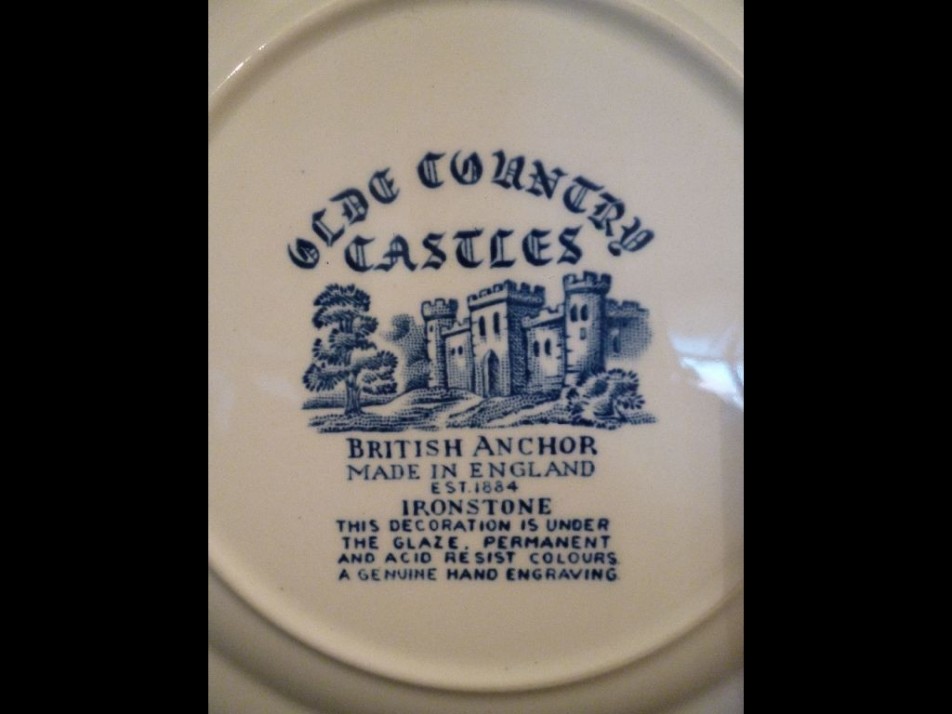 OLDE COUNTRY
CASTLES
BRITISH ANCHOR
MADE IN ENGLAND
EST. 1884
IRONSTONE
THIS DECORATION IS UNDER
THE GLAZE, PERMANENT
AND ACID RESIST COLOURS.
A GENUINE HAND ENGRAVING.